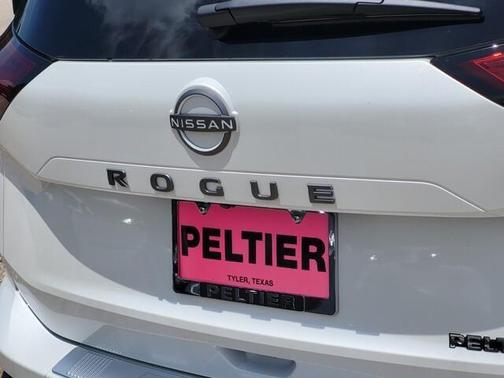 NISSAN
ROGUE
PELTIER
TYLER, TEXAS
PELTIER